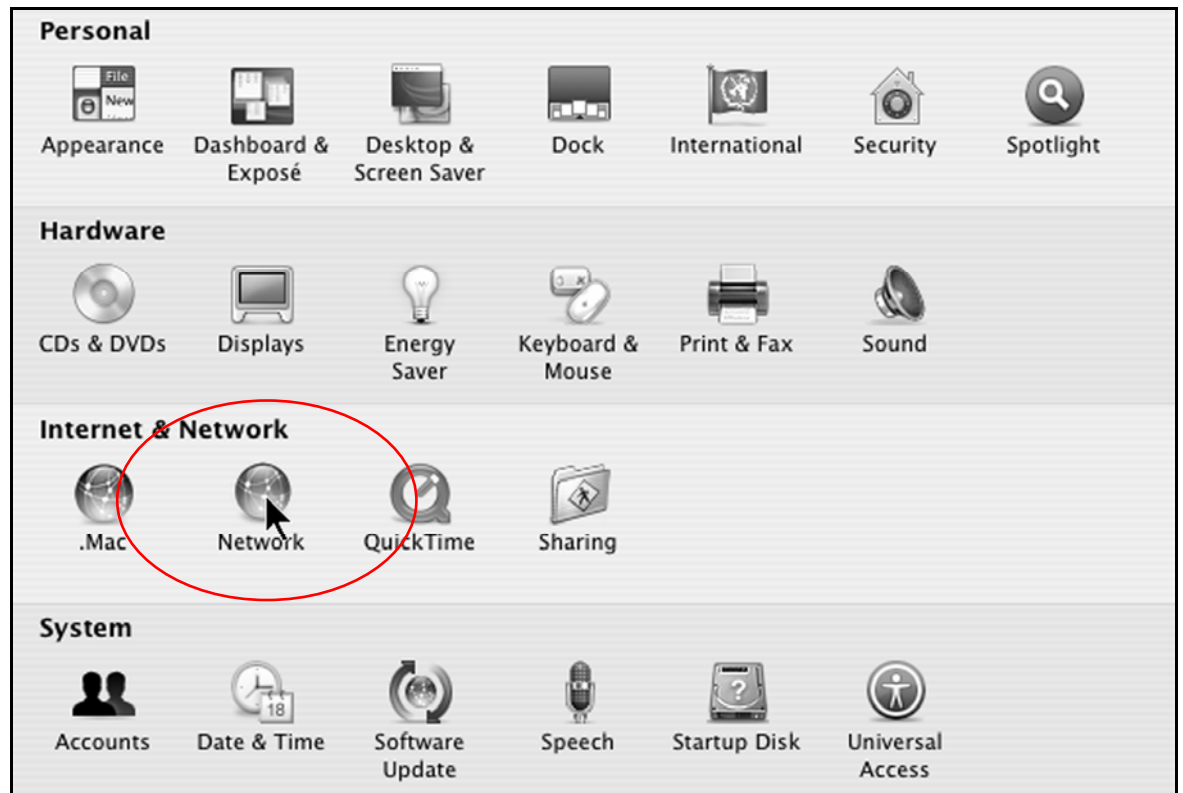 Personal
File
New
Appearance
Dashboard &
Exposé
Desktop &
Screen Saver
Dock
International
Security
Spotlight
Hardware
CDs & DVDs
Displays
Energy
Saver
Keyboard &
Mouse
Print & Fax
Sound
Internet & Network
.Mac
Network
QuickTime
Sharing
System
Accounts
18
Date & Time
Software
Update
Speech
?
Startup Disk
Universal
Access